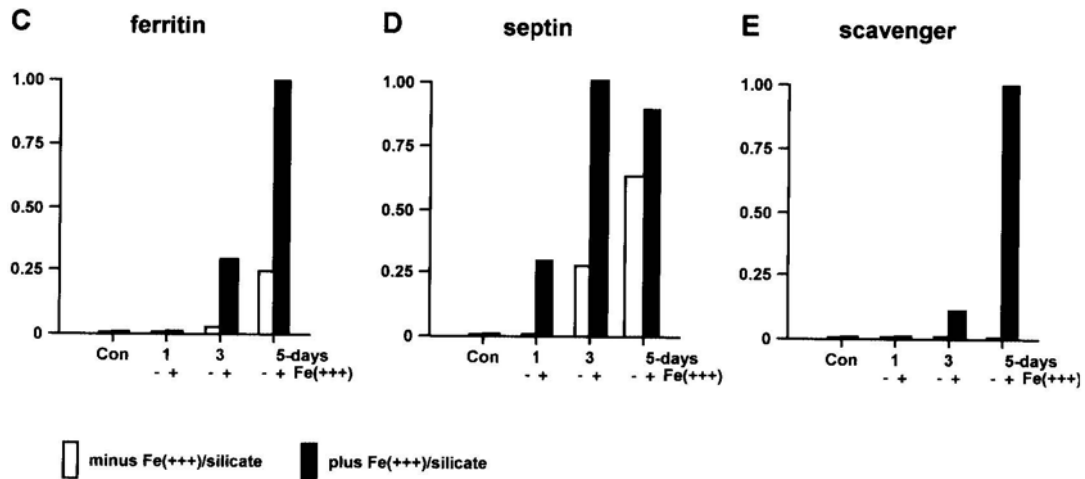 C ferritin
D septin
E scavenger
1.00
0.75
0.50
0.25
0
Con 1 3 5-days
- + - + - + Fe(+++)
1.00
0.75
0.50
0.25
0
Con 1 3 5-days
- + - + - + Fe(+++)
1.00
0.75
0.50
0.25
0
Con 1 3 5-days
- + - + - + Fe(+++)
minus Fe(+++)/silicate
plus Fe(+++)/silicate